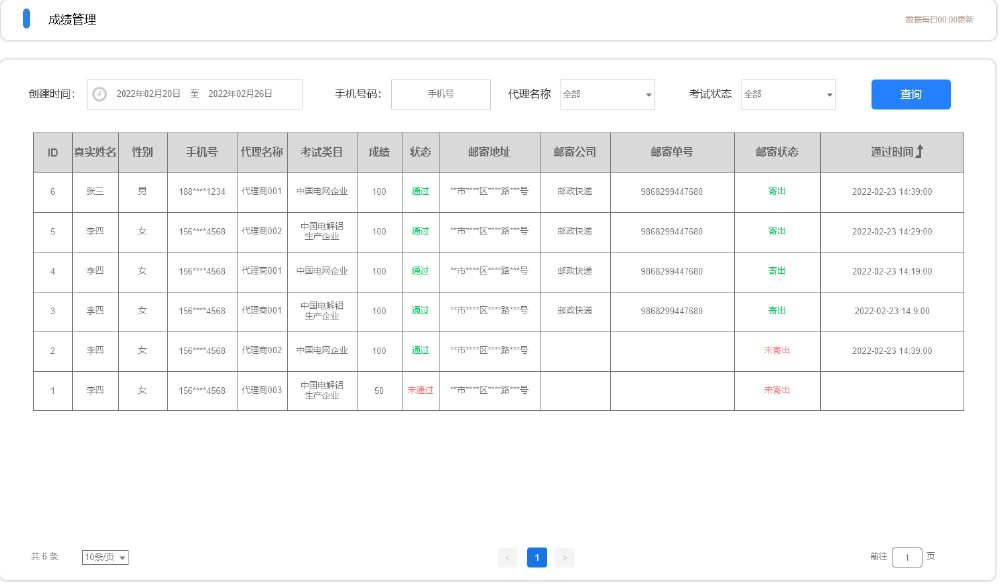 成绩管理
数据每日00:00更新
创建时间： 2022年02月20日 至 2022年02月26日 手机号码： 手机号 代理名称 全部 考试状态 全部 查询
ID 真实姓名 性别 手机号 代理名称 考试类目 成绩 状态 邮寄地址 邮寄公司 邮寄单号 邮寄状态 通过时间
6 张三 男 188****1234 代理商001 中国电网企业 100 通过 **市****区****路***号 邮政快递 9868299447680 寄出 2022-02-23 14:39:00
5 李四 女 156****4568 代理商002 中国电解铝
生产企业 100 通过 **市****区****路***号 邮政快递 9868299447680 寄出 2022-02-23 14:29:00
4 李四 女 156****4568 代理商001 中国电网企业 100 通过 **市****区****路***号 邮政快递 9868299447680 寄出 2022-02-23 14:19:00
3 李四 女 156****4568 代理商001 中国电解铝
生产企业 100 通过 **市****区****路***号 邮政快递 9868299447680 寄出 2022-02-23 14:9:00
2 李四 女 156****4568 代理商002 中国电网企业 100 通过 **市****区****路***号 未寄出 2022-02-23 14:39:00
1 李四 女 156****4568 代理商003 中国电解铝
生产企业 50 未通过 **市****区****路***号 未寄出
共 6 条 10条/页 < 1 > 前往 1 页